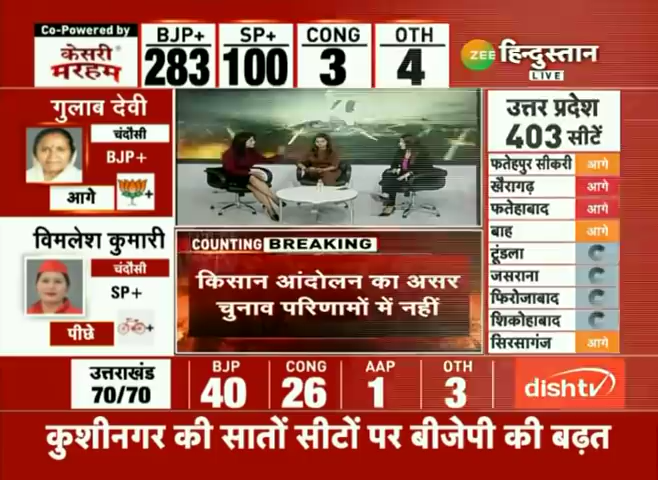 Co-Powered by
केसरी मरहम
BJP+ SP+ CONG OTH
283 100 3 4
ZEE हिन्दुस्तान
LIVE
गुलाब देवी
चंदौसी
BJP+
आगे
विमलेश कुमारी
चंदौसी
SP+
पीछे
COUNTING BREAKING
किसान आंदोलन का असर
चुनाव परिणामों में नहीं
उत्तर प्रदेश
403 सीटें
फतेहपुर सीकरी आगे
खैरागढ़ आगे
फतेहाबाद आगे
बाह आगे
टूंडला
जसराना
फिरोजाबाद
शिकोहाबाद
सिरसागंज आगे
उत्तराखंड BJP CONG AAP OTH
70/70 40 26 1 3
dishtv
कुशीनगर की सातों सीटों पर बीजेपी की बढ़त